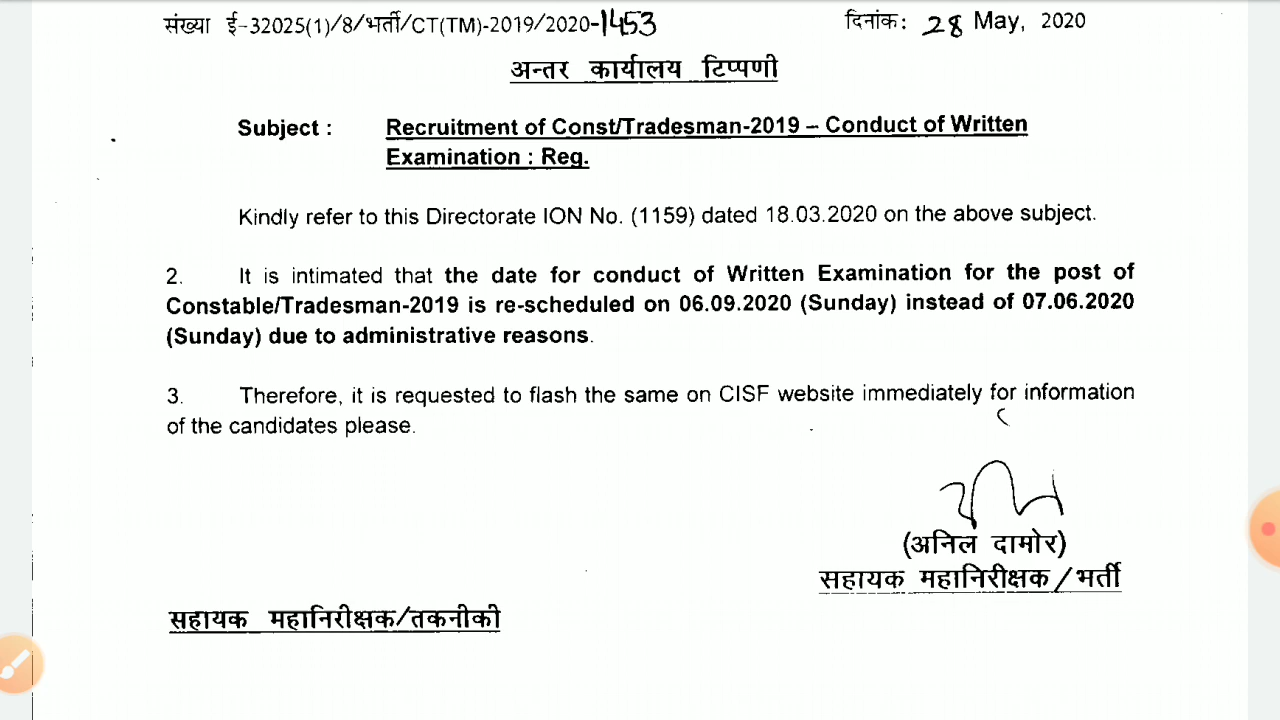 संख्या ई-32025(1)/8/भर्ती/CT(TM)-2019/2020-1453 दिनांक: 28 May, 2020
अन्तर कार्यालय टिप्पणी
Subject : Recruitment of Const/Tradesman-2019 – Conduct of Written
Examination : Reg.
Kindly refer to this Directorate ION No. (1159) dated 18.03.2020 on the above subject.
2. It is intimated that the date for conduct of Written Examination for the post of
Constable/Tradesman-2019 is re-scheduled on 06.09.2020 (Sunday) instead of 07.06.2020
(Sunday) due to administrative reasons.
3. Therefore, it is requested to flash the same on CISF website immediately for information
of the candidates please.
(अनिल दामोर)
सहायक महानिरीक्षक/भर्ती
सहायक महानिरीक्षक/तकनीकी